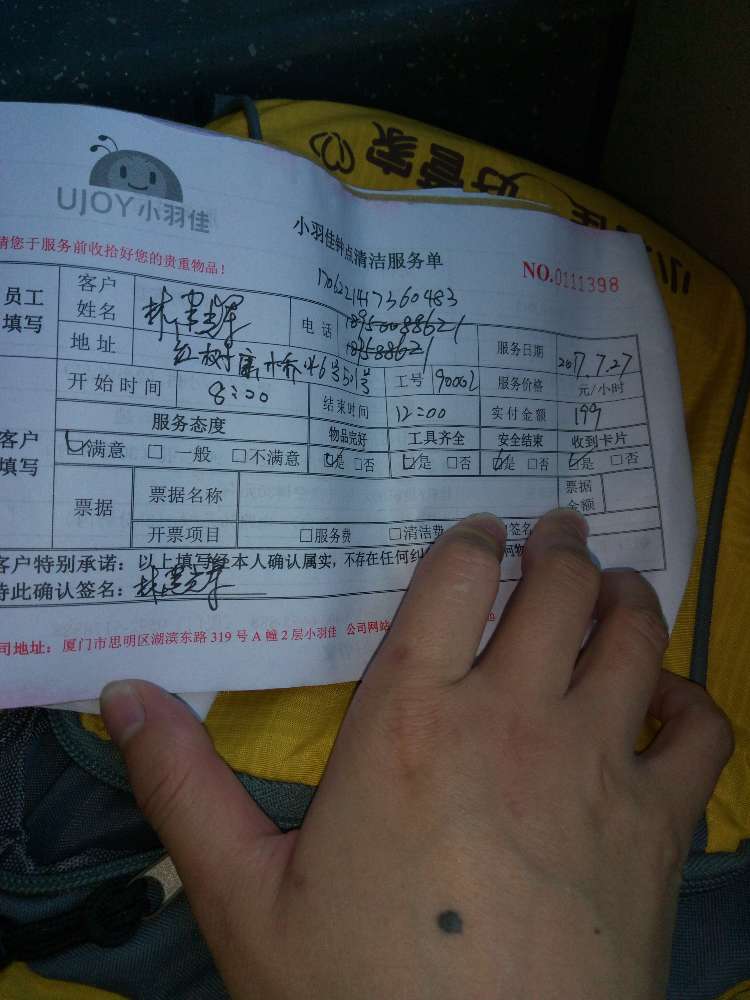 好管家
UJOY小羽佳
小羽佳钟点清洁服务单
请您于服务前收拾好您的贵重物品！
NO.0111398
170622147360483
员工填写
客户姓名
电话
服务日期 2017.7.27
地址
开始时间 8:00
结束时间 12:00
工号 90002
服务价格 元/小时
实付金额 199
客户填写
服务态度 物品完好 工具齐全 安全结束 收到卡片
☑满意 □一般 □不满意 ☑是 □否 ☑是 □否 ☑是 □否 ☑是 □否
票据 票据名称 票据金额
开票项目 □服务费 □清洁费 签名
客户特别承诺：以上填写经本人确认属实，不存在任何纠
特此确认签名：
公司地址：厦门市思明区湖滨东路 319 号 A 幢 2 层小羽佳 公司网站